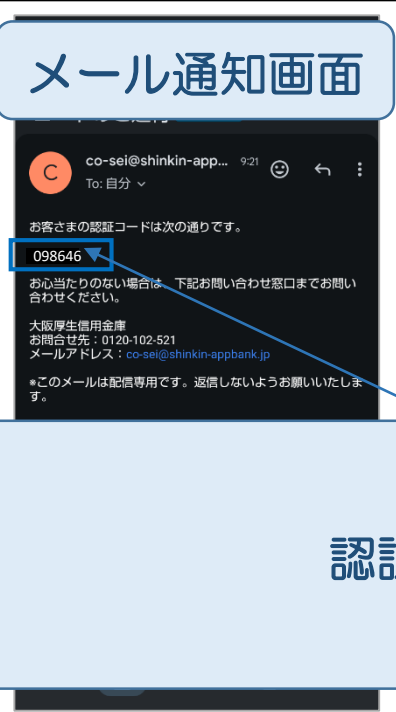 メール通知画面
C
co-sei@shinkin-app... 9:21
To: 自分
お客さまの認証コードは次の通りです。
098646
お心当たりのない場合は、下記お問い合わせ窓口までお問い
合わせください。
大阪厚生信用金庫
お問合せ先：0120-102-521
メールアドレス：co-sei@shinkin-appbank.jp
*このメールは配信専用です。返信しないようお願いいたしま
す。
認